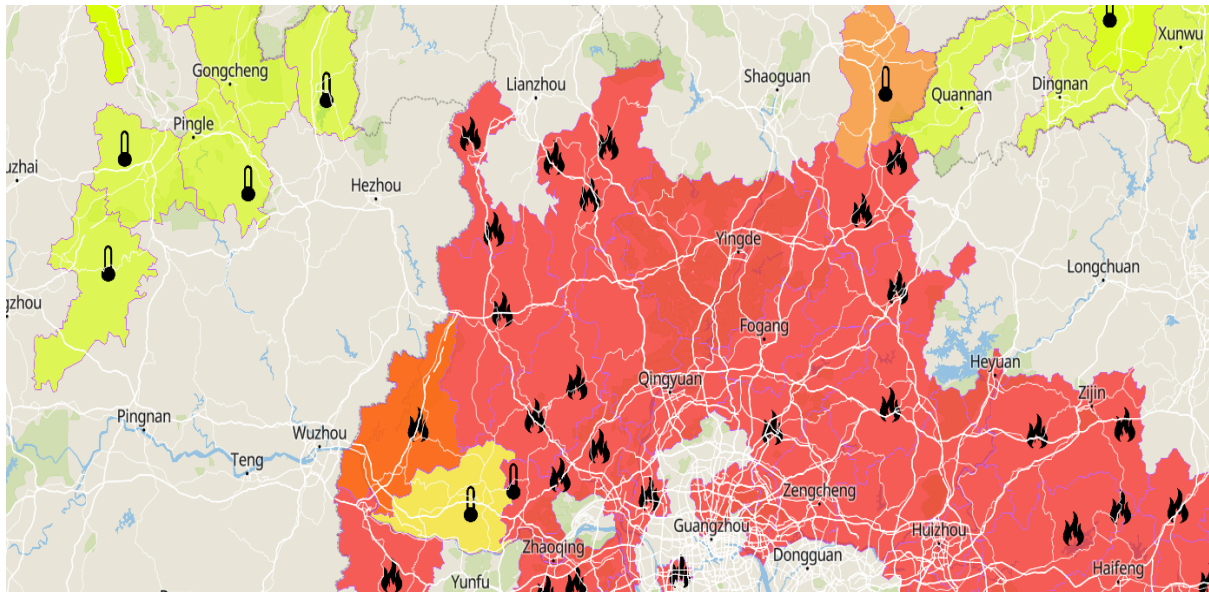 Xunwu
Gongcheng
Lianzhou
Shaoguan
Dingnan
Quannan
Pingle
uzhai
Hezhou
Yingde
Longchuan
gzhou
Fogang
Heyuan
Qingyuan
Zijin
Pingnan
Wuzhou
Teng
Zengcheng
Guangzhou
Huizhou
Zhaoqing
Dongguan
Haifeng
Yunfu